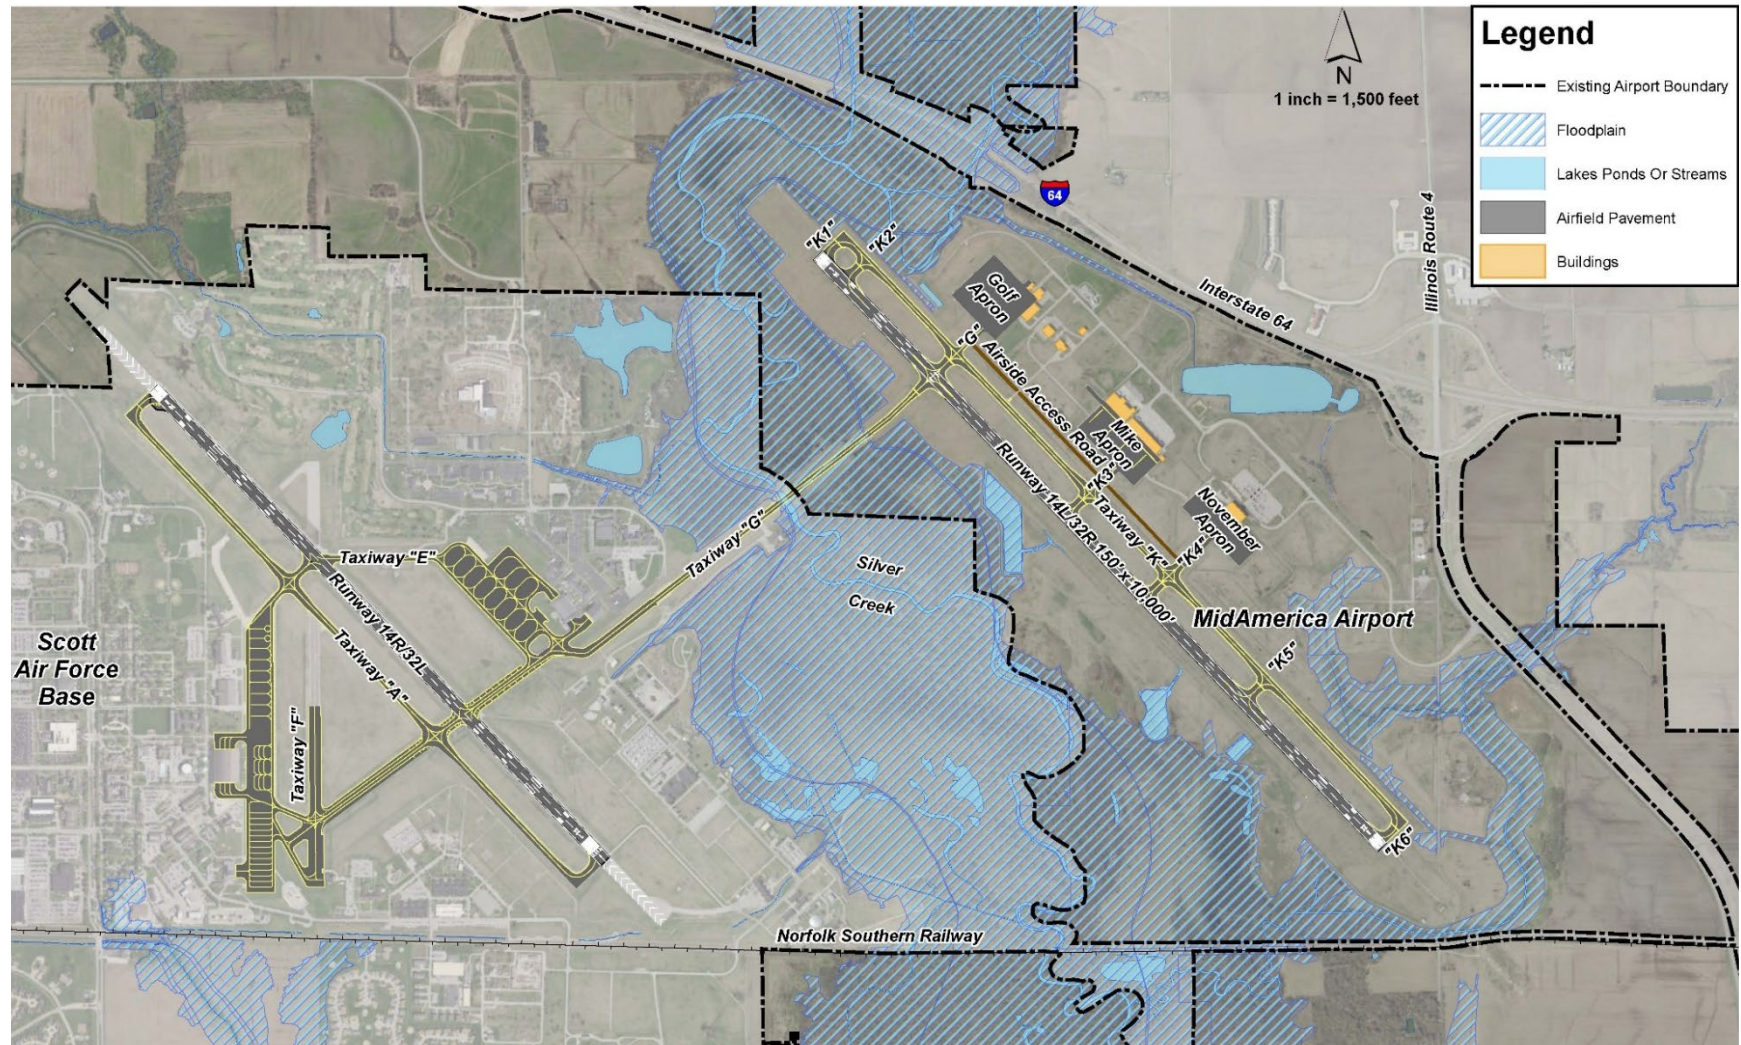 Legend
Existing Airport Boundary
Floodplain
Lakes Ponds Or Streams
Airfield Pavement
Buildings
N
1 inch = 1,500 feet
64
Interstate 64
Illinois Route 4
"K1"
"K2"
Golf
Apron
"G"
Airside Access Road
Mike
Apron
"K3"
Taxiway "K"
"K4"
November
Apron
Runway 14L/32R 150' x 10,000'
MidAmerica Airport
"K5"
"K6"
Taxiway "G"
Silver
Creek
Taxiway "E"
Runway 14R/32L
Taxiway "A"
Taxiway "F"
Scott
Air Force
Base
Norfolk Southern Railway